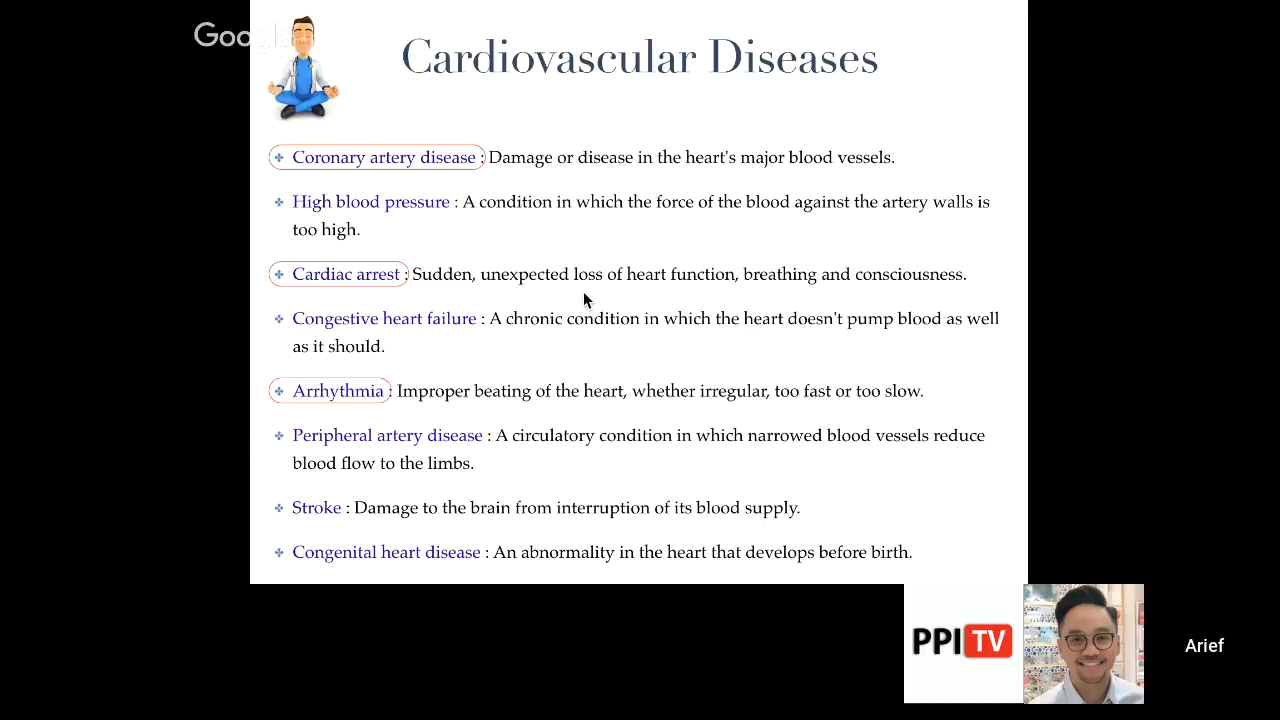 Google
Cardiovascular Diseases
Coronary artery disease : Damage or disease in the heart's major blood vessels.
High blood pressure : A condition in which the force of the blood against the artery walls is
too high.
Cardiac arrest : Sudden, unexpected loss of heart function, breathing and consciousness.
Congestive heart failure : A chronic condition in which the heart doesn't pump blood as well
as it should.
Arrhythmia : Improper beating of the heart, whether irregular, too fast or too slow.
Peripheral artery disease : A circulatory condition in which narrowed blood vessels reduce
blood flow to the limbs.
Stroke : Damage to the brain from interruption of its blood supply.
Congenital heart disease : An abnormality in the heart that develops before birth.
PPI TV
Arief